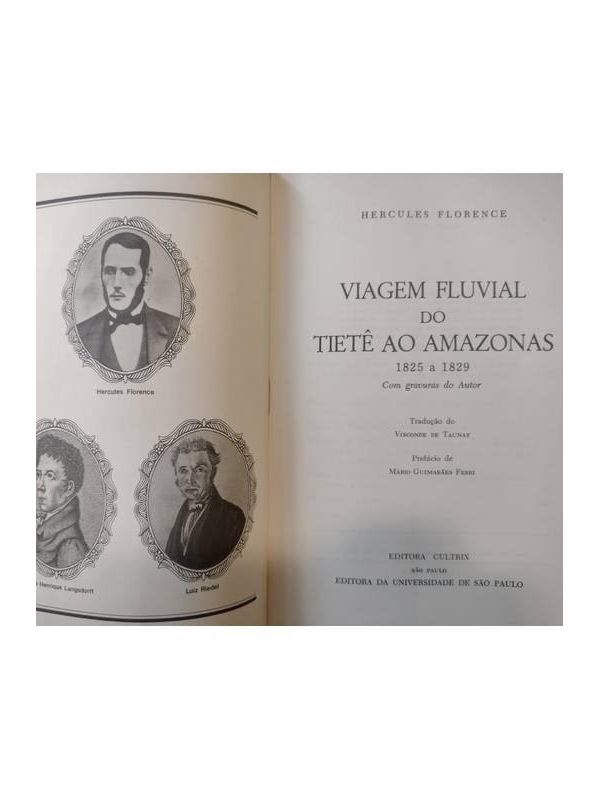 Hercules Florence
Henrique Langsdorff
Luiz Riedel
HERCULES FLORENCE
VIAGEM FLUVIAL
DO
TIETÊ AO AMAZONAS
1825 a 1829
Com gravuras do Autor
Tradução do
VISCONDE DE TAUNAY
Prefácio de
MÁRIO GUIMARÃES FERRI
EDITORA CULTRIX
SÃO PAULO
EDITORA DA UNIVERSIDADE DE SÃO PAULO